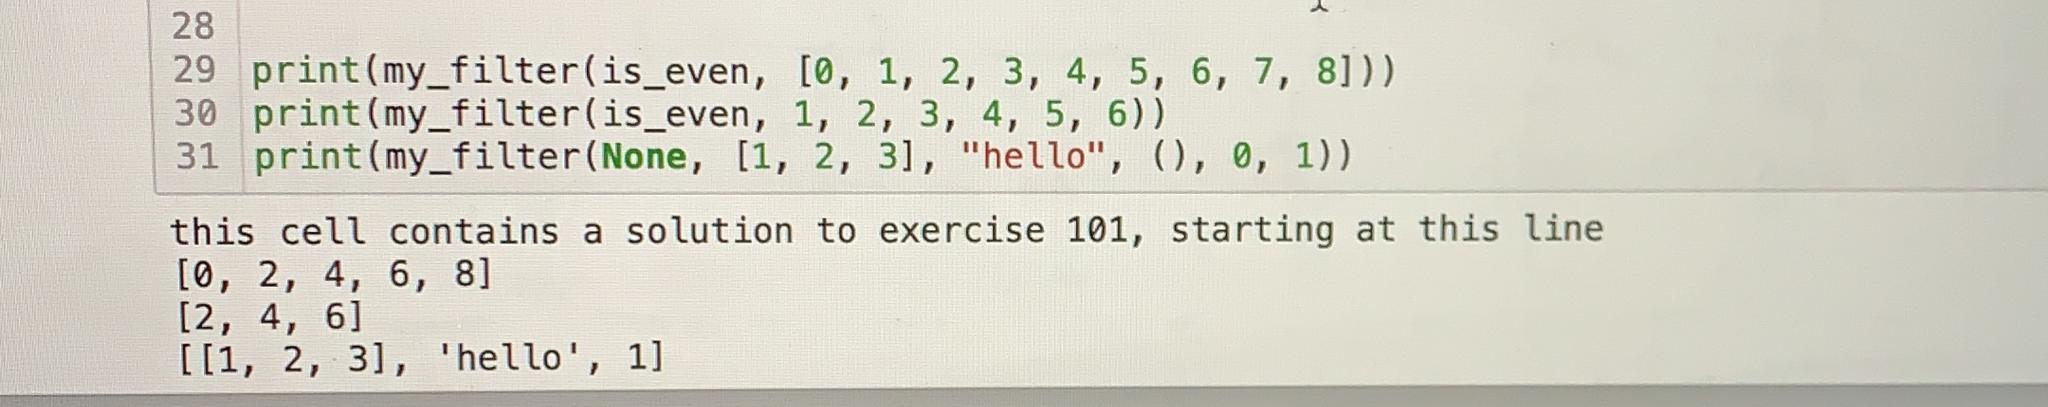 28
29 print(my_filter(is_even, [0, 1, 2, 3, 4, 5, 6, 7, 8]))
30 print(my_filter(is_even, 1, 2, 3, 4, 5, 6))
31 print(my_filter(None, [1, 2, 3], "hello", (), 0, 1))
this cell contains a solution to exercise 101, starting at this line
[0, 2, 4, 6, 8]
[2, 4, 6]
[[1, 2, 3], 'hello', 1]